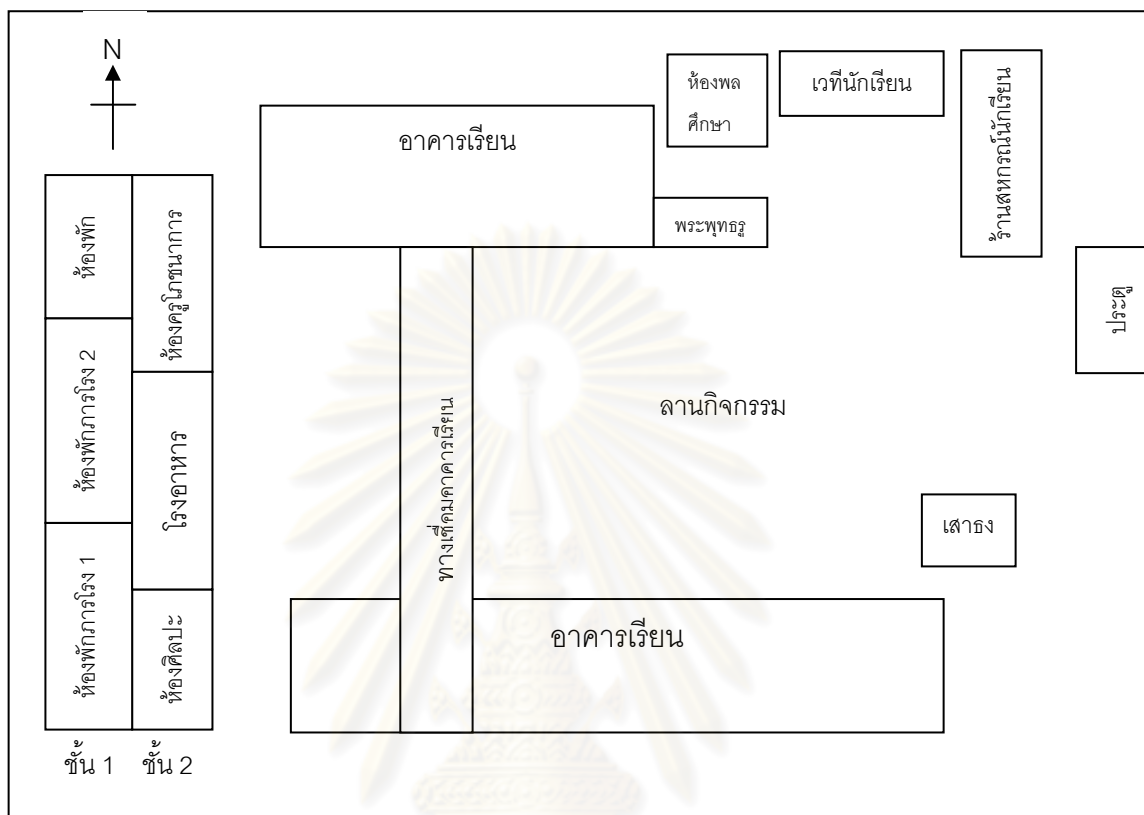 N
ห้องพล
ศึกษา
เวทีนักเรียน
ร้านสหกรณ์นักเรียน
อาคารเรียน
พระพุทธรู
ห้องพัก
ห้องครูโภชนาการ
ประตู
ห้องพักภารโรง 2
โรงอาหาร
ทางเชื่อมอาคารเรียน
ลานกิจกรรม
เสาธง
ห้องพักภารโรง 1
ห้องศิลปะ
อาคารเรียน
ชั้น 1 ชั้น 2